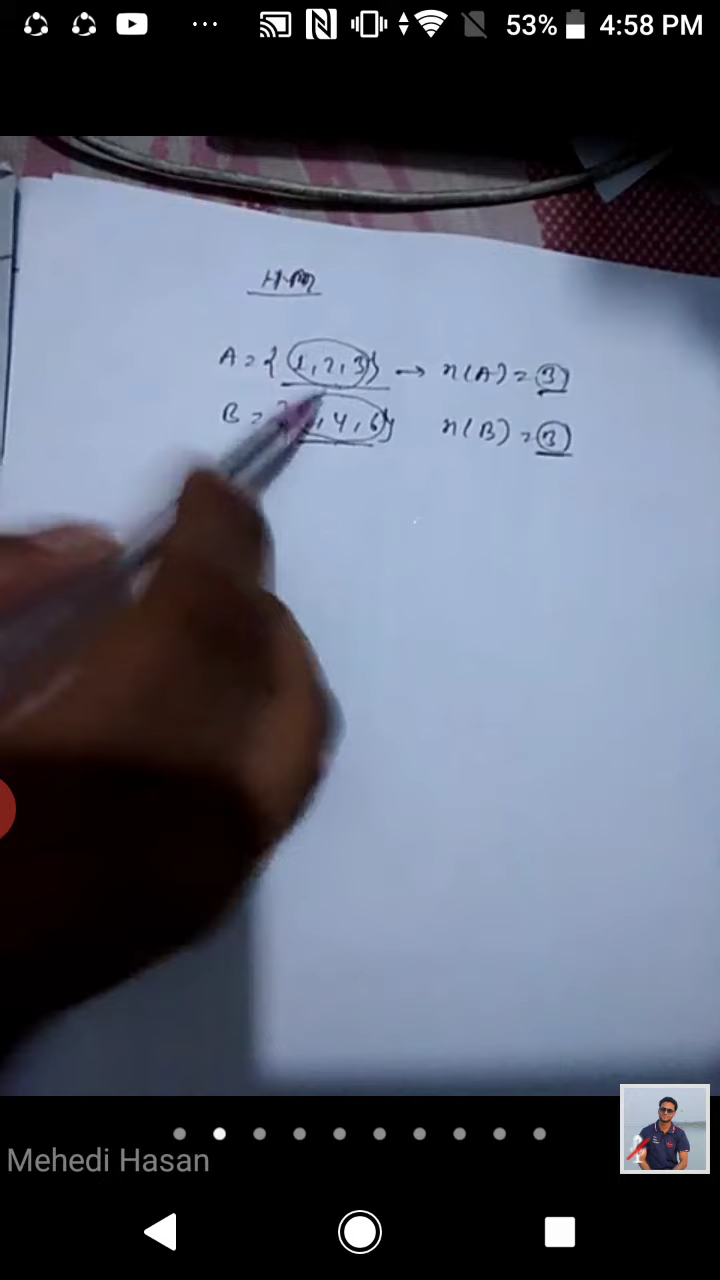 53% 4:58 PM
A = { 1, 2, 3 } → n(A) = 3
B = { , 4, 6 } n(B) = 3
Mehedi Hasan